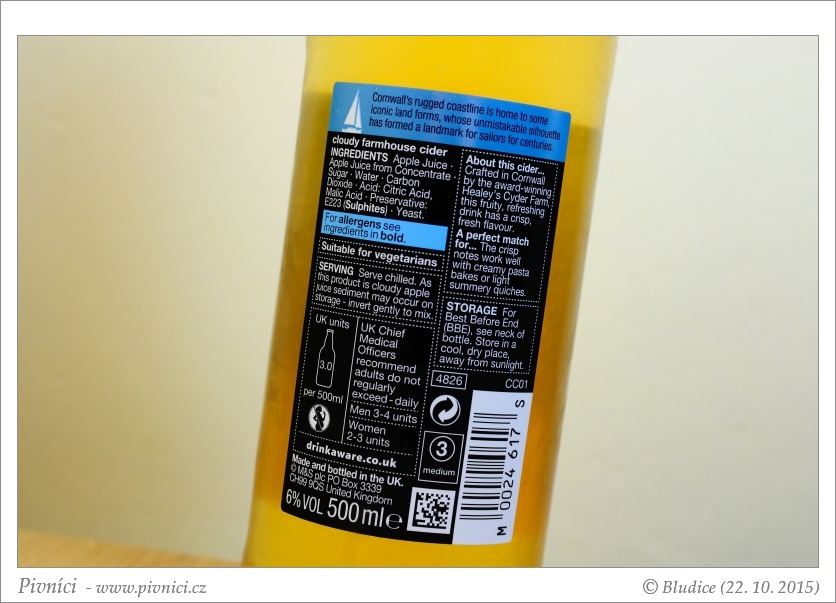 Cornwall's rugged coastline is home to some
iconic land forms, whose unmistakable silhouette
has formed a landmark for sailors for centuries.
cloudy farmhouse cider
INGREDIENTS Apple Juice ·
Apple Juice from Concentrate ·
Sugar · Water · Carbon
Dioxide · Acid: Citric Acid,
Malic Acid · Preservative:
E223 (Sulphites) · Yeast.
For allergens see
ingredients in bold.
Suitable for vegetarians
SERVING Serve chilled. As
this product is cloudy apple
juice sediment may occur on
storage - invert gently to mix.
UK units
3.0
per 500ml
UK Chief
Medical
Officers
recommend
adults do not
regularly
exceed - daily
Men 3-4 units
Women
2-3 units
drinkaware.co.uk
Made and bottled in the UK.
© M&S plc PO Box 3339
CH99 9QS United Kingdom
6% VOL 500 ml e
About this cider...
Crafted in Cornwall
by the award-winning
Healey's Cyder Farm,
this fruity, refreshing
drink has a crisp,
fresh flavour.
A perfect match
for... The crisp
notes work well
with creamy pasta
bakes or light
summery quiches.
STORAGE For
Best Before End
(BBE), see neck of
bottle. Store in a
cool, dry place,
away from sunlight.
4826
CC01
3
medium
M 0024 617 S
Pivníci - www.pivnici.cz
© Bludice (22. 10. 2015)